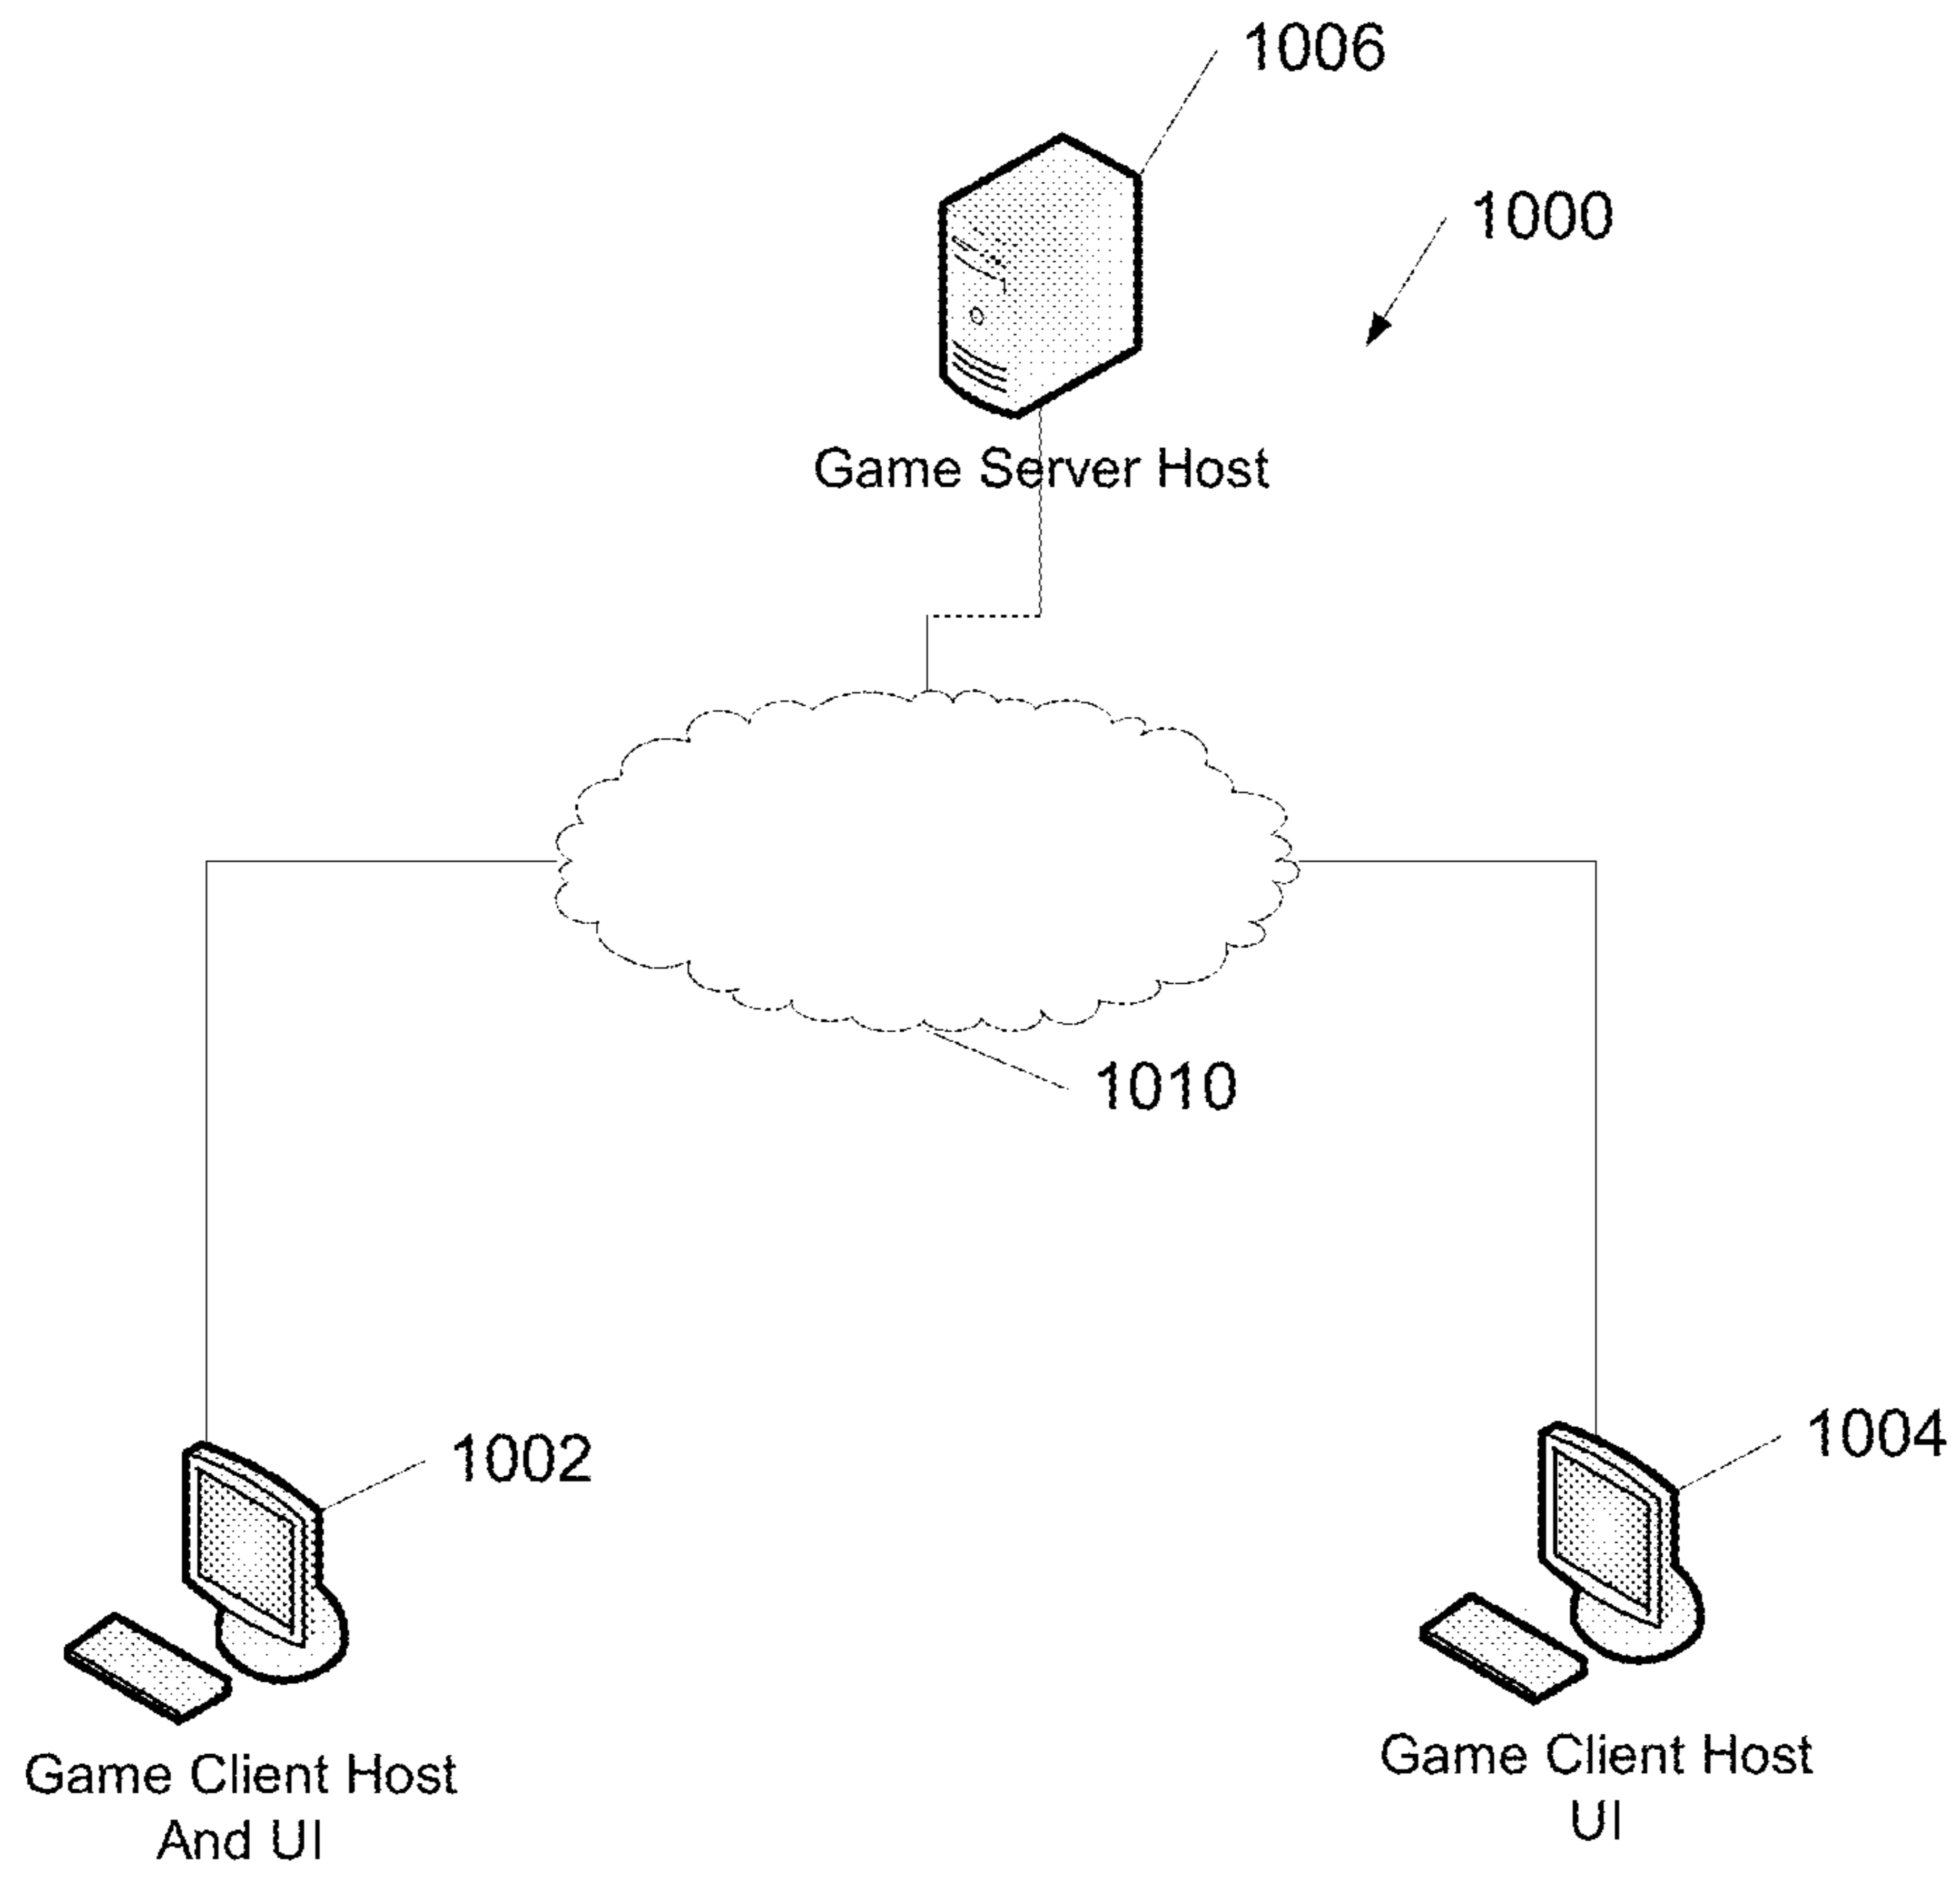 1006
1000
Game Server Host
1010
1002
1004
Game Client Host
And UI
Game Client Host
UI